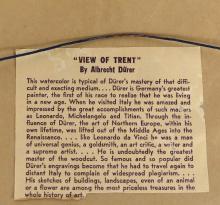 "VIEW OF TRENT"
By Albrecht Dürer
This watercolor is typical of Dürer's mastery of that diffi-
cult and exacting medium. . . . Dürer is Germany's greatest
painter, the first of his race to realize that he was living
in a new age. When he visited Italy he was amazed and
impressed by the great accomplishments of such masters
as Leonardo, Michelangelo and Titian. Through the in-
fluence of Dürer, the art of Northern Europe, within his
own lifetime, was lifted out of the Middle Ages into the
Renaissance. . . . like Leonardo da Vinci he was a man
of universal genius, a goldsmith, an art critic, a writer and
a supreme artist. . . . He is undoubtedly the greatest
master of the woodcut. So famous and so popular did
Dürer's engravings become that he had to travel again to
distant Italy to complain of widespread plagiarism. . . .
His sketches of buildings, landscapes, even of an animal
or a flower are among the most priceless treasures in the
whole history of art.